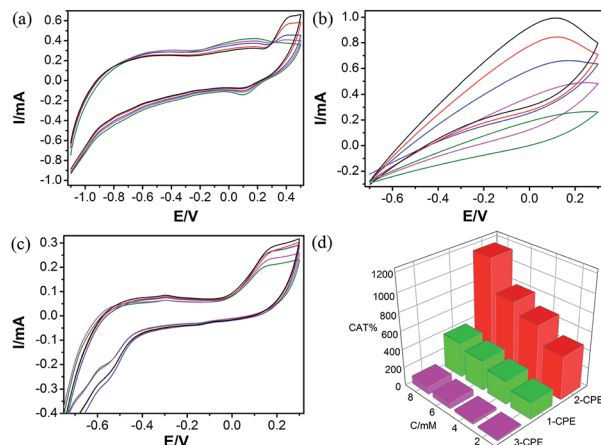 (a)
I/mA
0.6
0.4
0.2
0.0
0.2
-0.4
-0.6
-0.8
-1.0
-1.0 -0.8 -0.6 -0.4 -0.2 0.0 0.2 0.4
E/V
(b)
I/mA
1.0
0.8
0.6
0.4
0.2
0.0
-0.2
-0.6 -0.4 -0.2 0.0 0.2
E/V
(c)
I/mA
0.3
0.2
0.1
0.0
-0.1
-0.2
-0.3
-0.4
-0.6 -0.4 -0.2 0.0 0.2
E/V
(d)
CAT%
1200
1000
800
600
400
200
0
8
6
4
2
C/mM
2-CPE
1-CPE
3-CPE